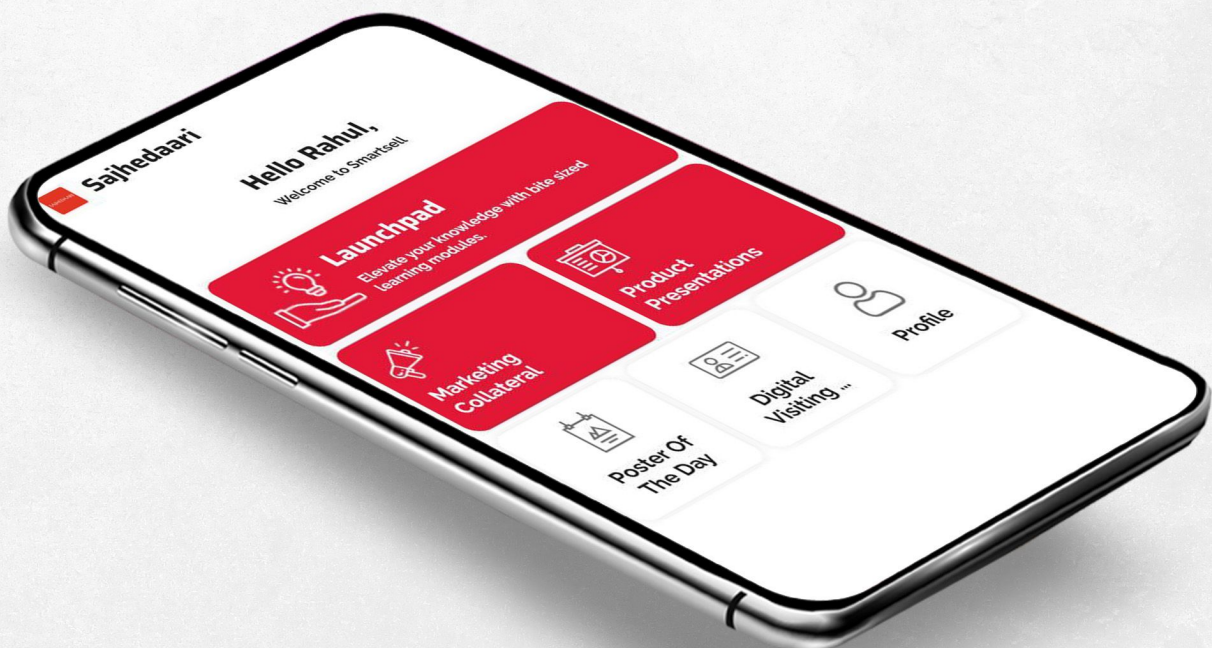 Sajhedaari
Hello Rahul,
Welcome to Smartsell
Launchpad
Elevate your knowledge with bite sized
learning modules.
Marketing
Collateral
Product
Presentations
Poster Of
The Day
Digital
Visiting ...
Profile